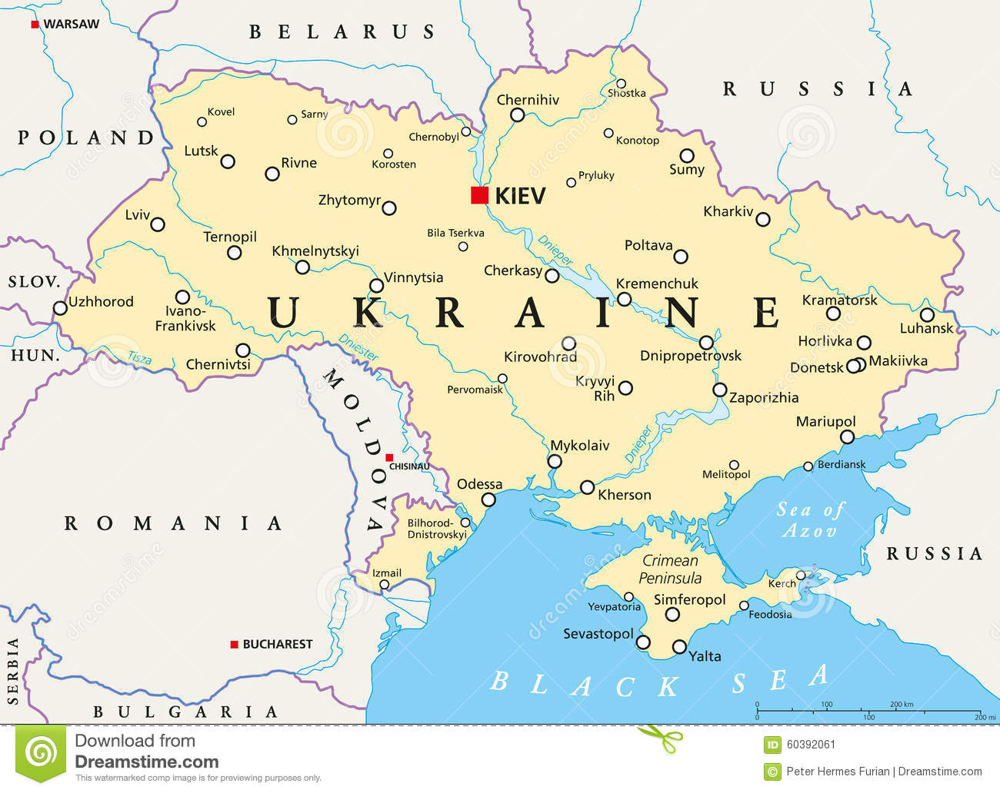 WARSAW
BELARUS
RUSSIA
POLAND
Chernihiv
Shostka
Kovel
Sarny
Chernobyl
Konotop
Lutsk
Rivne
Korosten
Sumy
Pryluky
KIEV
Zhytomyr
Kharkiv
Lviv
Ternopil
Bila Tserkva
Dnieper
Poltava
Khmelnytskyi
Vinnytsia
Cherkasy
Kremenchuk
SLOV.
Uzhhorod
Ivano-
Frankivsk
UKRAINE
Kramatorsk
Luhansk
HUN.
Tisza
Chernivtsi
Dniester
Kirovohrad
Dnipropetrovsk
Horlivka
Donetsk
Makiivka
MOLDOVA
Pervomaisk
Kryvyi
Rih
Zaporizhia
Mariupol
Dnieper
Mykolaiv
CHISINAU
Melitopol
Berdiansk
Odessa
Kherson
ROMANIA
Bilhorod-
Dnistrovskyi
Sea of
Azov
RUSSIA
Izmail
Crimean
Peninsula
Kerch
Yevpatoria
Simferopol
Feodosia
Sevastopol
Yalta
BUCHAREST
SERBIA
BLACK SEA
BULGARIA
0 100 200 km
0 100 200 mi
dreamstime
Download from
Dreamstime.com
This watermarked comp image is for previewing purposes only.
ID 60392061
© Peter Hermes Furian | Dreamstime.com